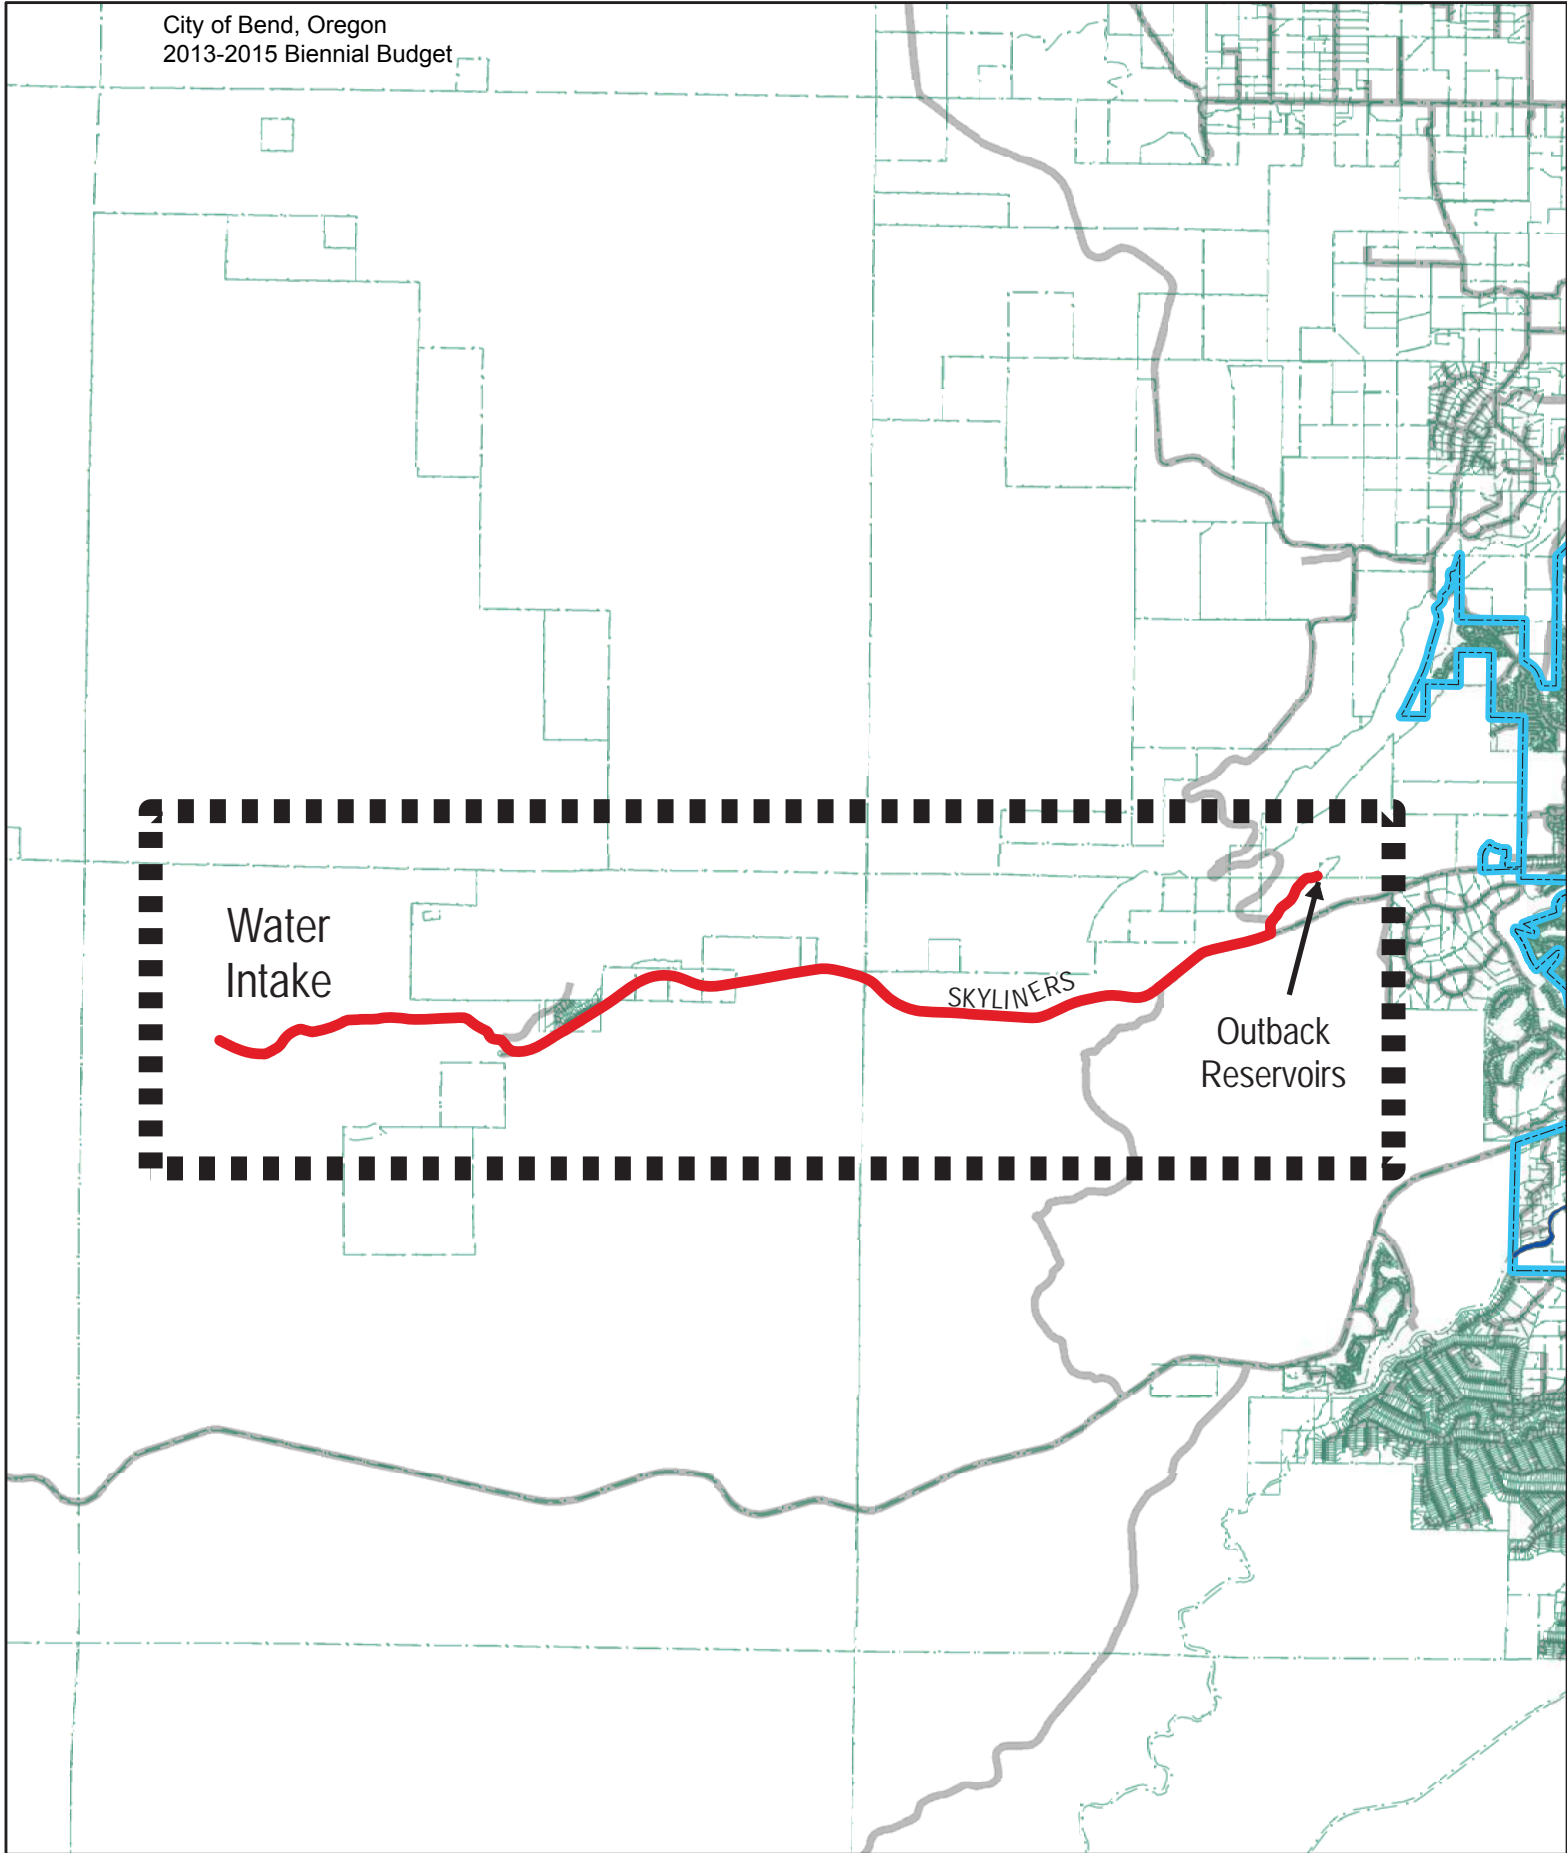 City of Bend, Oregon
2013-2015 Biennial Budget
Water
Intake
SKYLINERS
Outback
Reservoirs